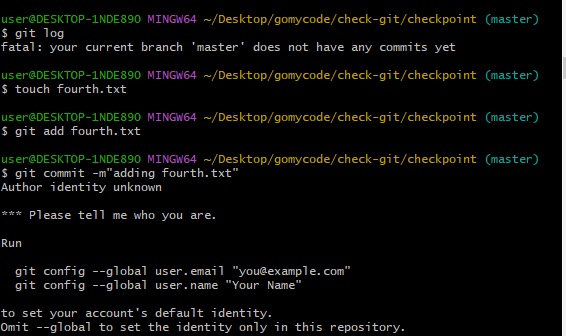 user@DESKTOP-1NDE890 MINGW64 ~/Desktop/gomycode/check-git/checkpoint (master)
$ git log
fatal: your current branch 'master' does not have any commits yet
user@DESKTOP-1NDE890 MINGW64 ~/Desktop/gomycode/check-git/checkpoint (master)
$ touch fourth.txt
user@DESKTOP-1NDE890 MINGW64 ~/Desktop/gomycode/check-git/checkpoint (master)
$ git add fourth.txt
user@DESKTOP-1NDE890 MINGW64 ~/Desktop/gomycode/check-git/checkpoint (master)
$ git commit -m"adding fourth.txt"
Author identity unknown
*** Please tell me who you are.
Run
git config --global user.email "you@example.com"
git config --global user.name "Your Name"
to set your account's default identity.
Omit --global to set the identity only in this repository.